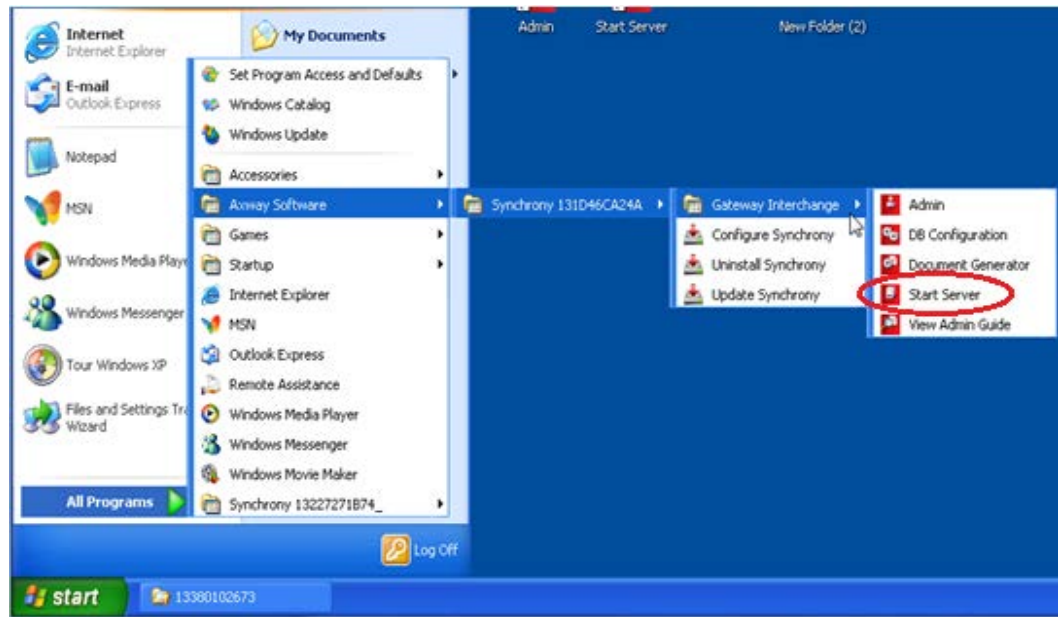 Internet
Internet Explorer
E-mail
Outlook Express
Notepad
MSN
Windows Media Playe
Windows Messenger
Tour Windows XP
Files and Settings Tra
Wizard
All Programs
My Documents
Set Program Access and Defaults
Windows Catalog
Windows Update
Accessories
Axway Software
Games
Startup
Internet Explorer
MSN
Outlook Express
Remote Assistance
Windows Media Player
Windows Messenger
Windows Movie Maker
Synchrony 13227271B74_
Synchrony 131D46CA24A
Gateway Interchange
Configure Synchrony
Uninstall Synchrony
Update Synchrony
Admin
DB Configuration
Document Generator
Start Server
View Admin Guide
Admin
Start Server
New Folder (2)
Log Off
start
13380102673